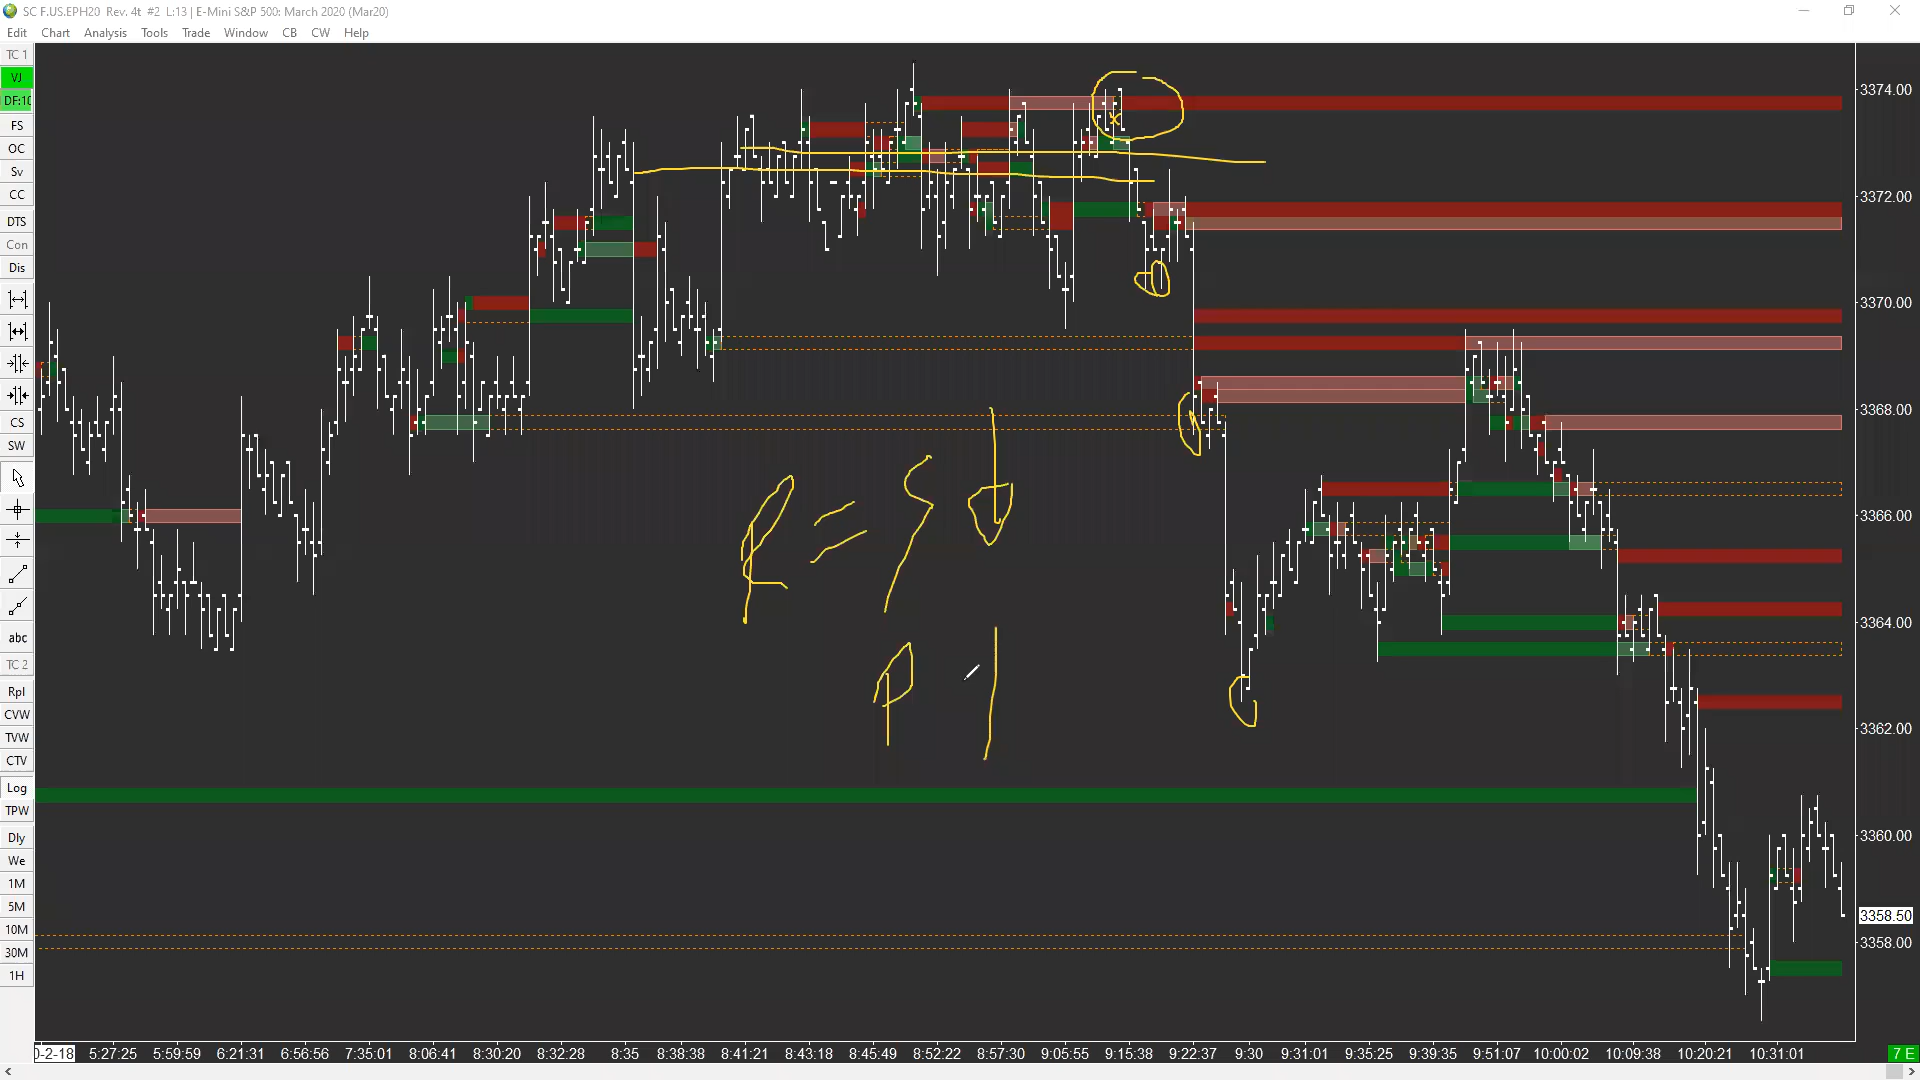 SC F.US.EPH20 Rev. 4t #2 L:13 | E-Mini S&P 500: March 2020 (Mar20)
Edit Chart Analysis Tools Trade Window CB CW Help
TC 1
VJ
DF:10
FS
OC
Sv
CC
DTS
Con
Dis
CS
SW
abc
TC 2
Rpl
CVW
TVW
CTV
Log
TPW
Dly
We
1M
5M
10M
30M
1H
3374.00
3372.00
3370.00
3368.00
3366.00
3364.00
3362.00
3360.00
3358.50
3358.00
0-2-18 5:27:25 5:59:59 6:21:31 6:56:56 7:35:01 8:06:41 8:30:20 8:32:28 8:35 8:38:38 8:41:21 8:43:18 8:45:49 8:52:22 8:57:30 9:05:55 9:15:38 9:22:37 9:30 9:31:01 9:35:25 9:39:35 9:51:07 10:00:02 10:09:38 10:20:21 10:31:01 7 E